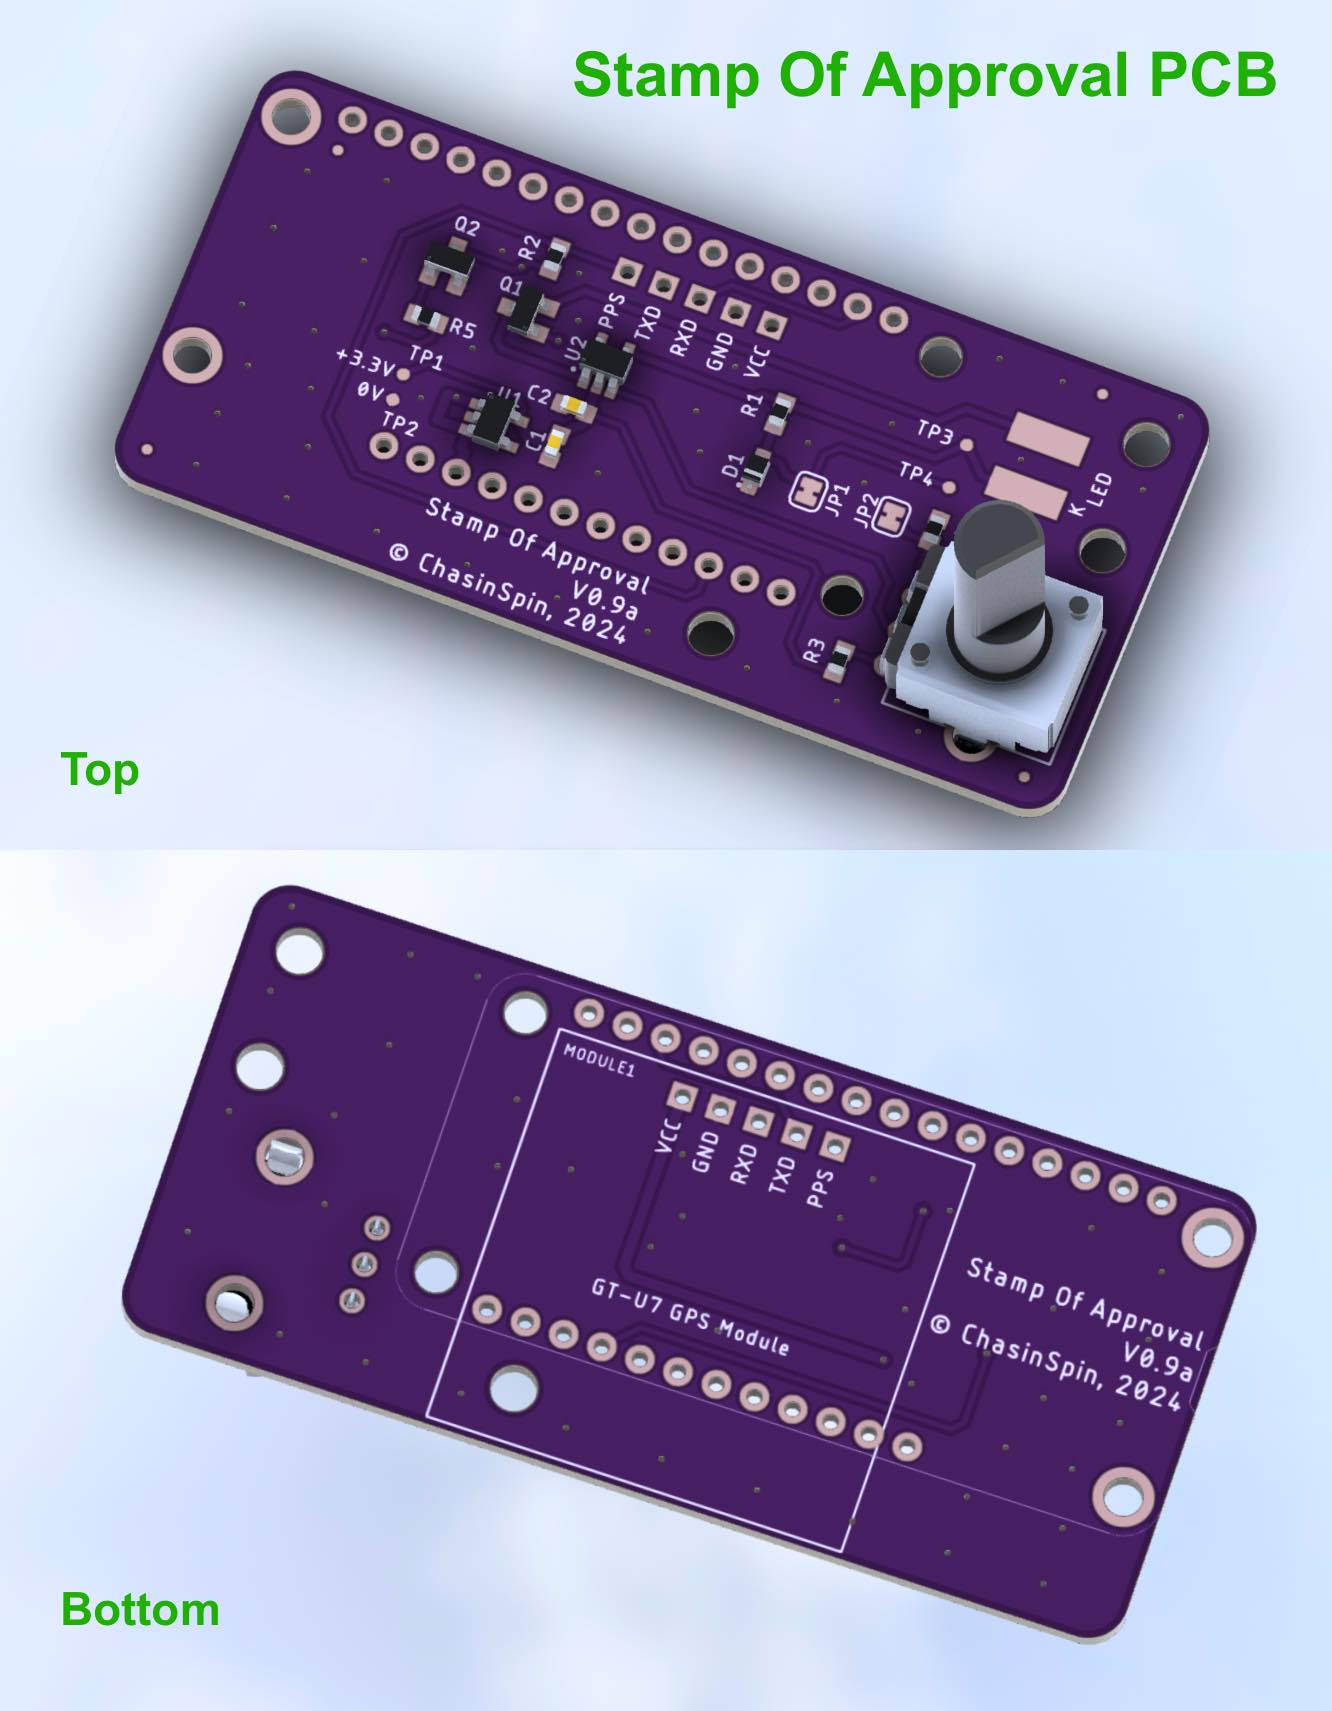 Stamp Of Approval PCB
Q2
R2
Q1
PPS
TXD
RXD
GND
VCC
R5
U2
TP1
+3.3V
0V
TP2
U1
C2
C1
R1
D1
TP3
TP4
JP1
JP2
K
LED
R3
Stamp Of Approval
V0.9a
© ChasinSpin, 2024
Top
MODULE1
VCC
GND
RXD
TXD
PPS
GT-U7 GPS Module
Stamp Of Approval
V0.9a
© ChasinSpin, 2024
Bottom